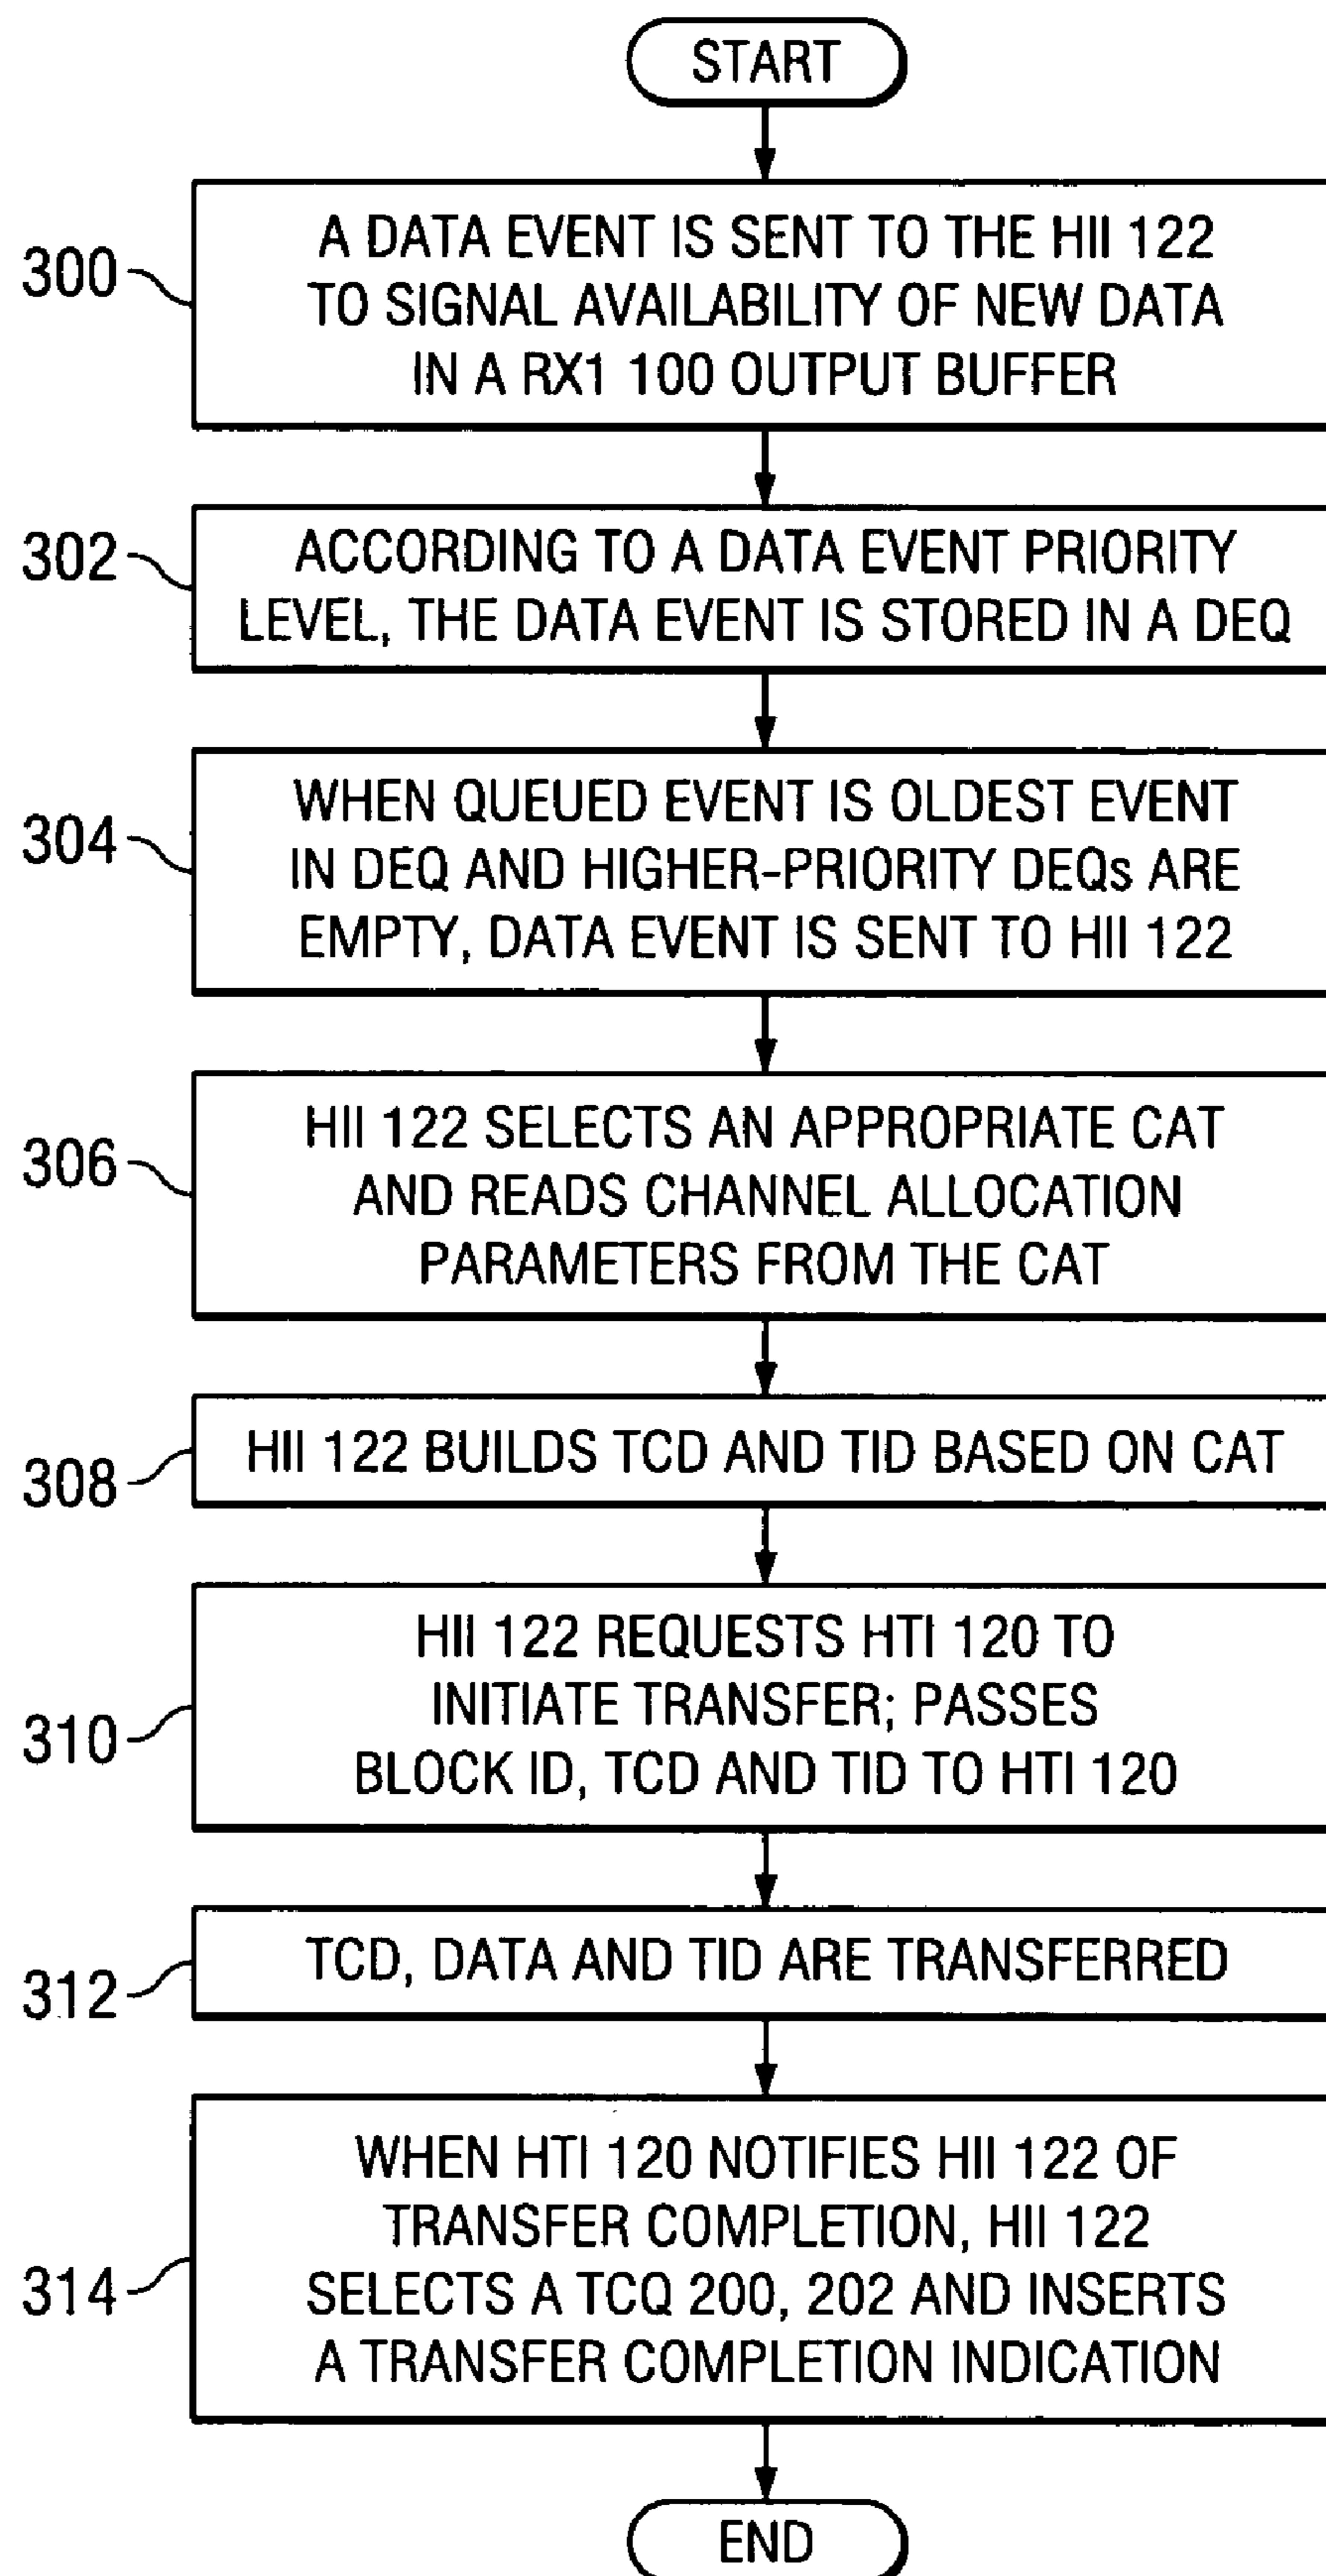 START
300
A DATA EVENT IS SENT TO THE HII 122
TO SIGNAL AVAILABILITY OF NEW DATA
IN A RX1 100 OUTPUT BUFFER
302
ACCORDING TO A DATA EVENT PRIORITY
LEVEL, THE DATA EVENT IS STORED IN A DEQ
304
WHEN QUEUED EVENT IS OLDEST EVENT
IN DEQ AND HIGHER-PRIORITY DEQs ARE
EMPTY, DATA EVENT IS SENT TO HII 122
306
HII 122 SELECTS AN APPROPRIATE CAT
AND READS CHANNEL ALLOCATION
PARAMETERS FROM THE CAT
308
HII 122 BUILDS TCD AND TID BASED ON CAT
310
HII 122 REQUESTS HTI 120 TO
INITIATE TRANSFER; PASSES
BLOCK ID, TCD AND TID TO HTI 120
312
TCD, DATA AND TID ARE TRANSFERRED
314
WHEN HTI 120 NOTIFIES HII 122 OF
TRANSFER COMPLETION, HII 122
SELECTS A TCQ 200, 202 AND INSERTS
A TRANSFER COMPLETION INDICATION
END